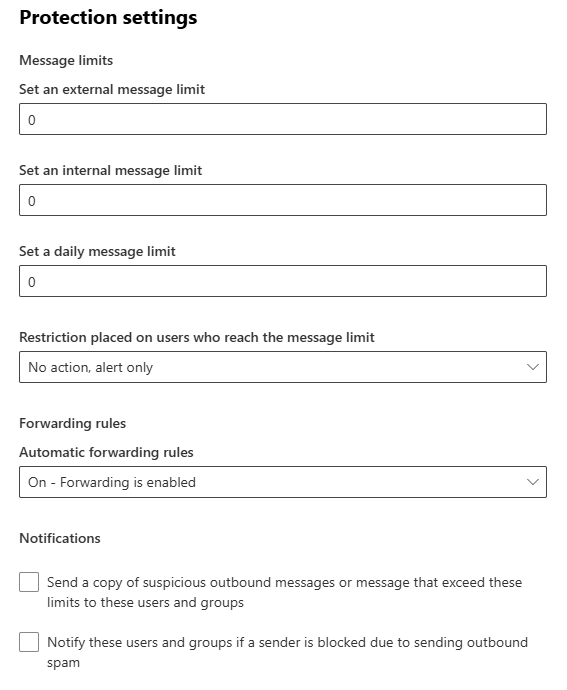 Protection settings
Message limits
Set an external message limit
0
Set an internal message limit
0
Set a daily message limit
0
Restriction placed on users who reach the message limit
No action, alert only
Forwarding rules
Automatic forwarding rules
On - Forwarding is enabled
Notifications
Send a copy of suspicious outbound messages or message that exceed these
limits to these users and groups
Notify these users and groups if a sender is blocked due to sending outbound
spam